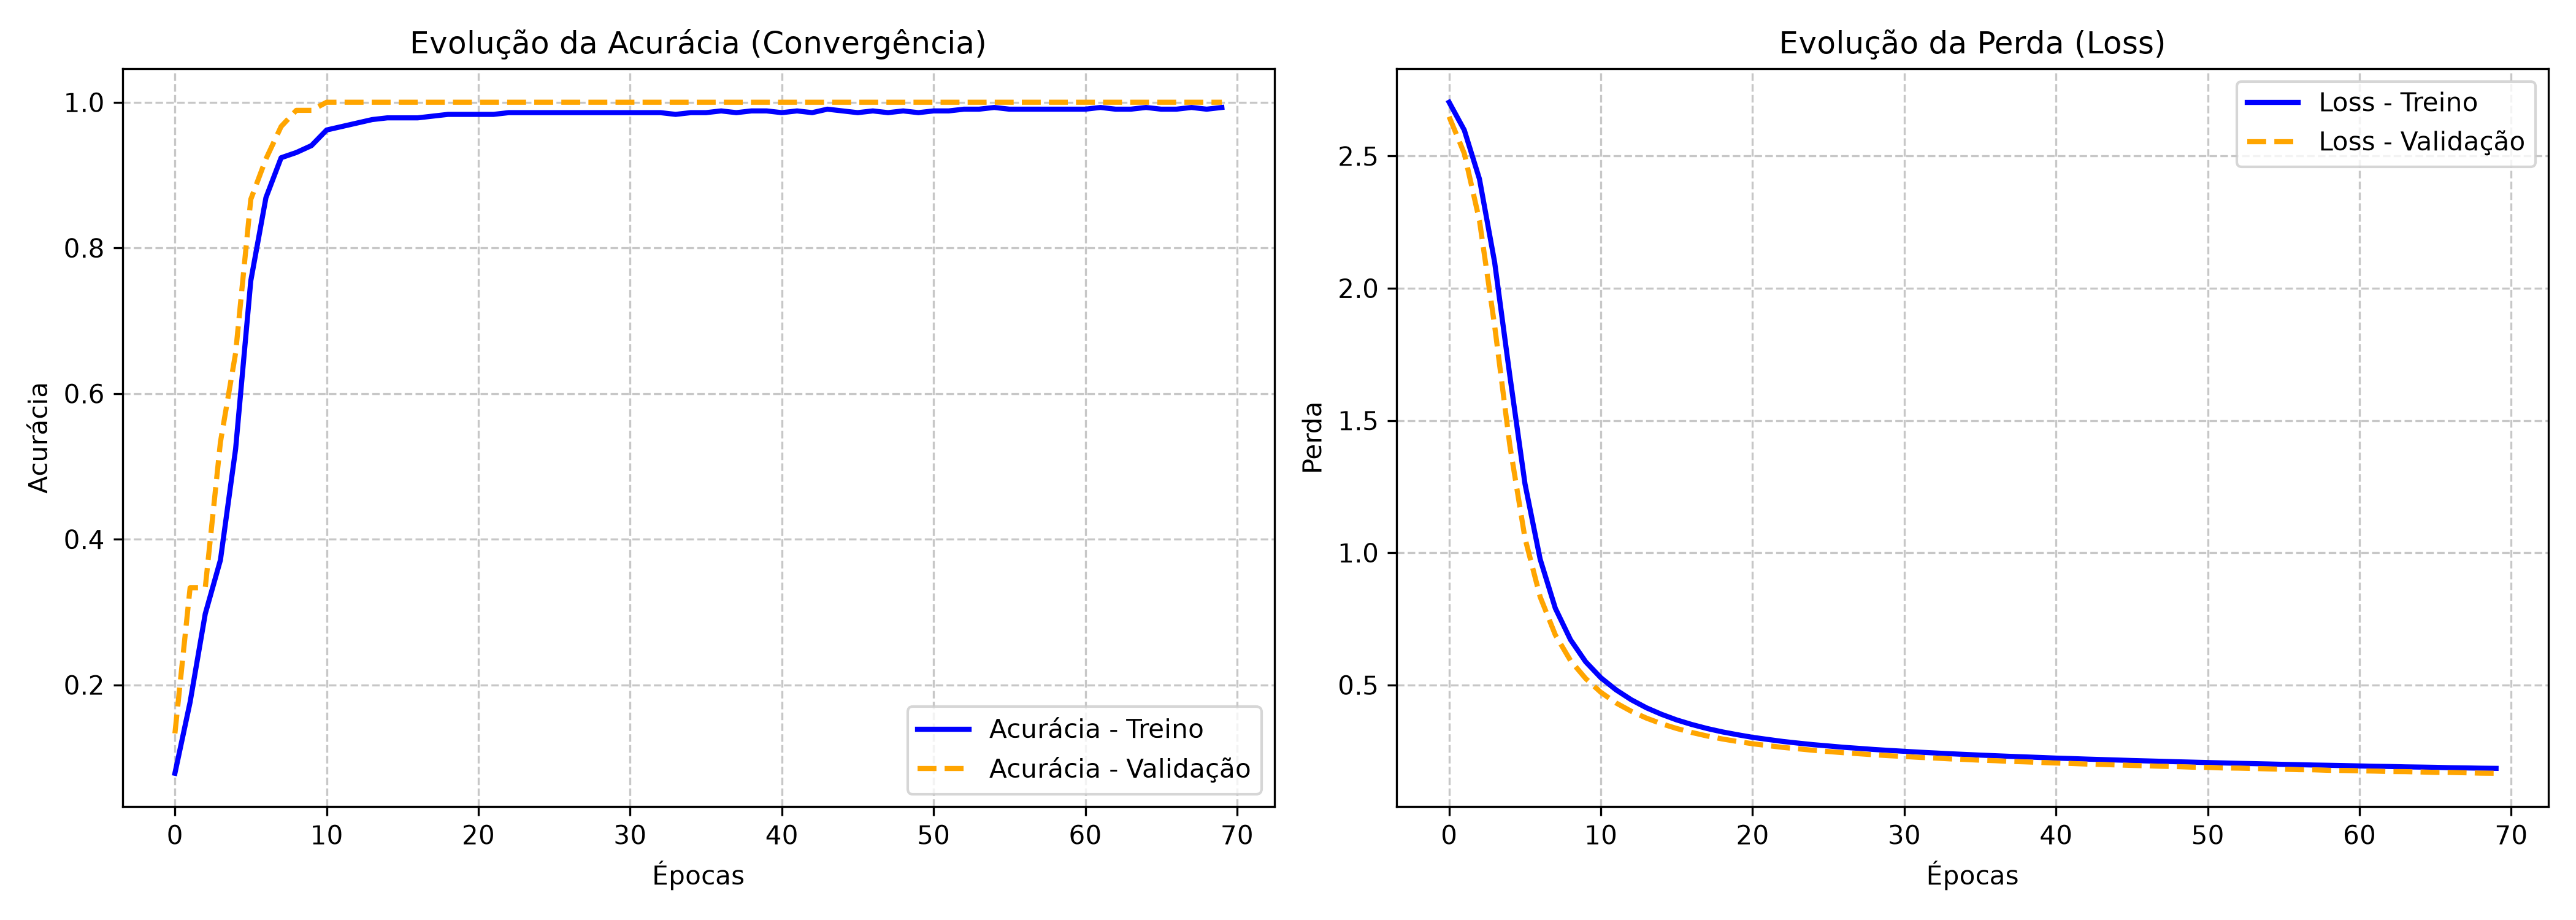 Evolução da Acurácia (Convergência)
1.0
0.8
0.6
0.4
0.2
Acurácia
Acurácia - Treino
Acurácia - Validação
0 10 20 30 40 50 60 70
Épocas
Evolução da Perda (Loss)
Loss - Treino
Loss - Validação
2.5
2.0
1.5
1.0
0.5
Perda
0 10 20 30 40 50 60 70
Épocas